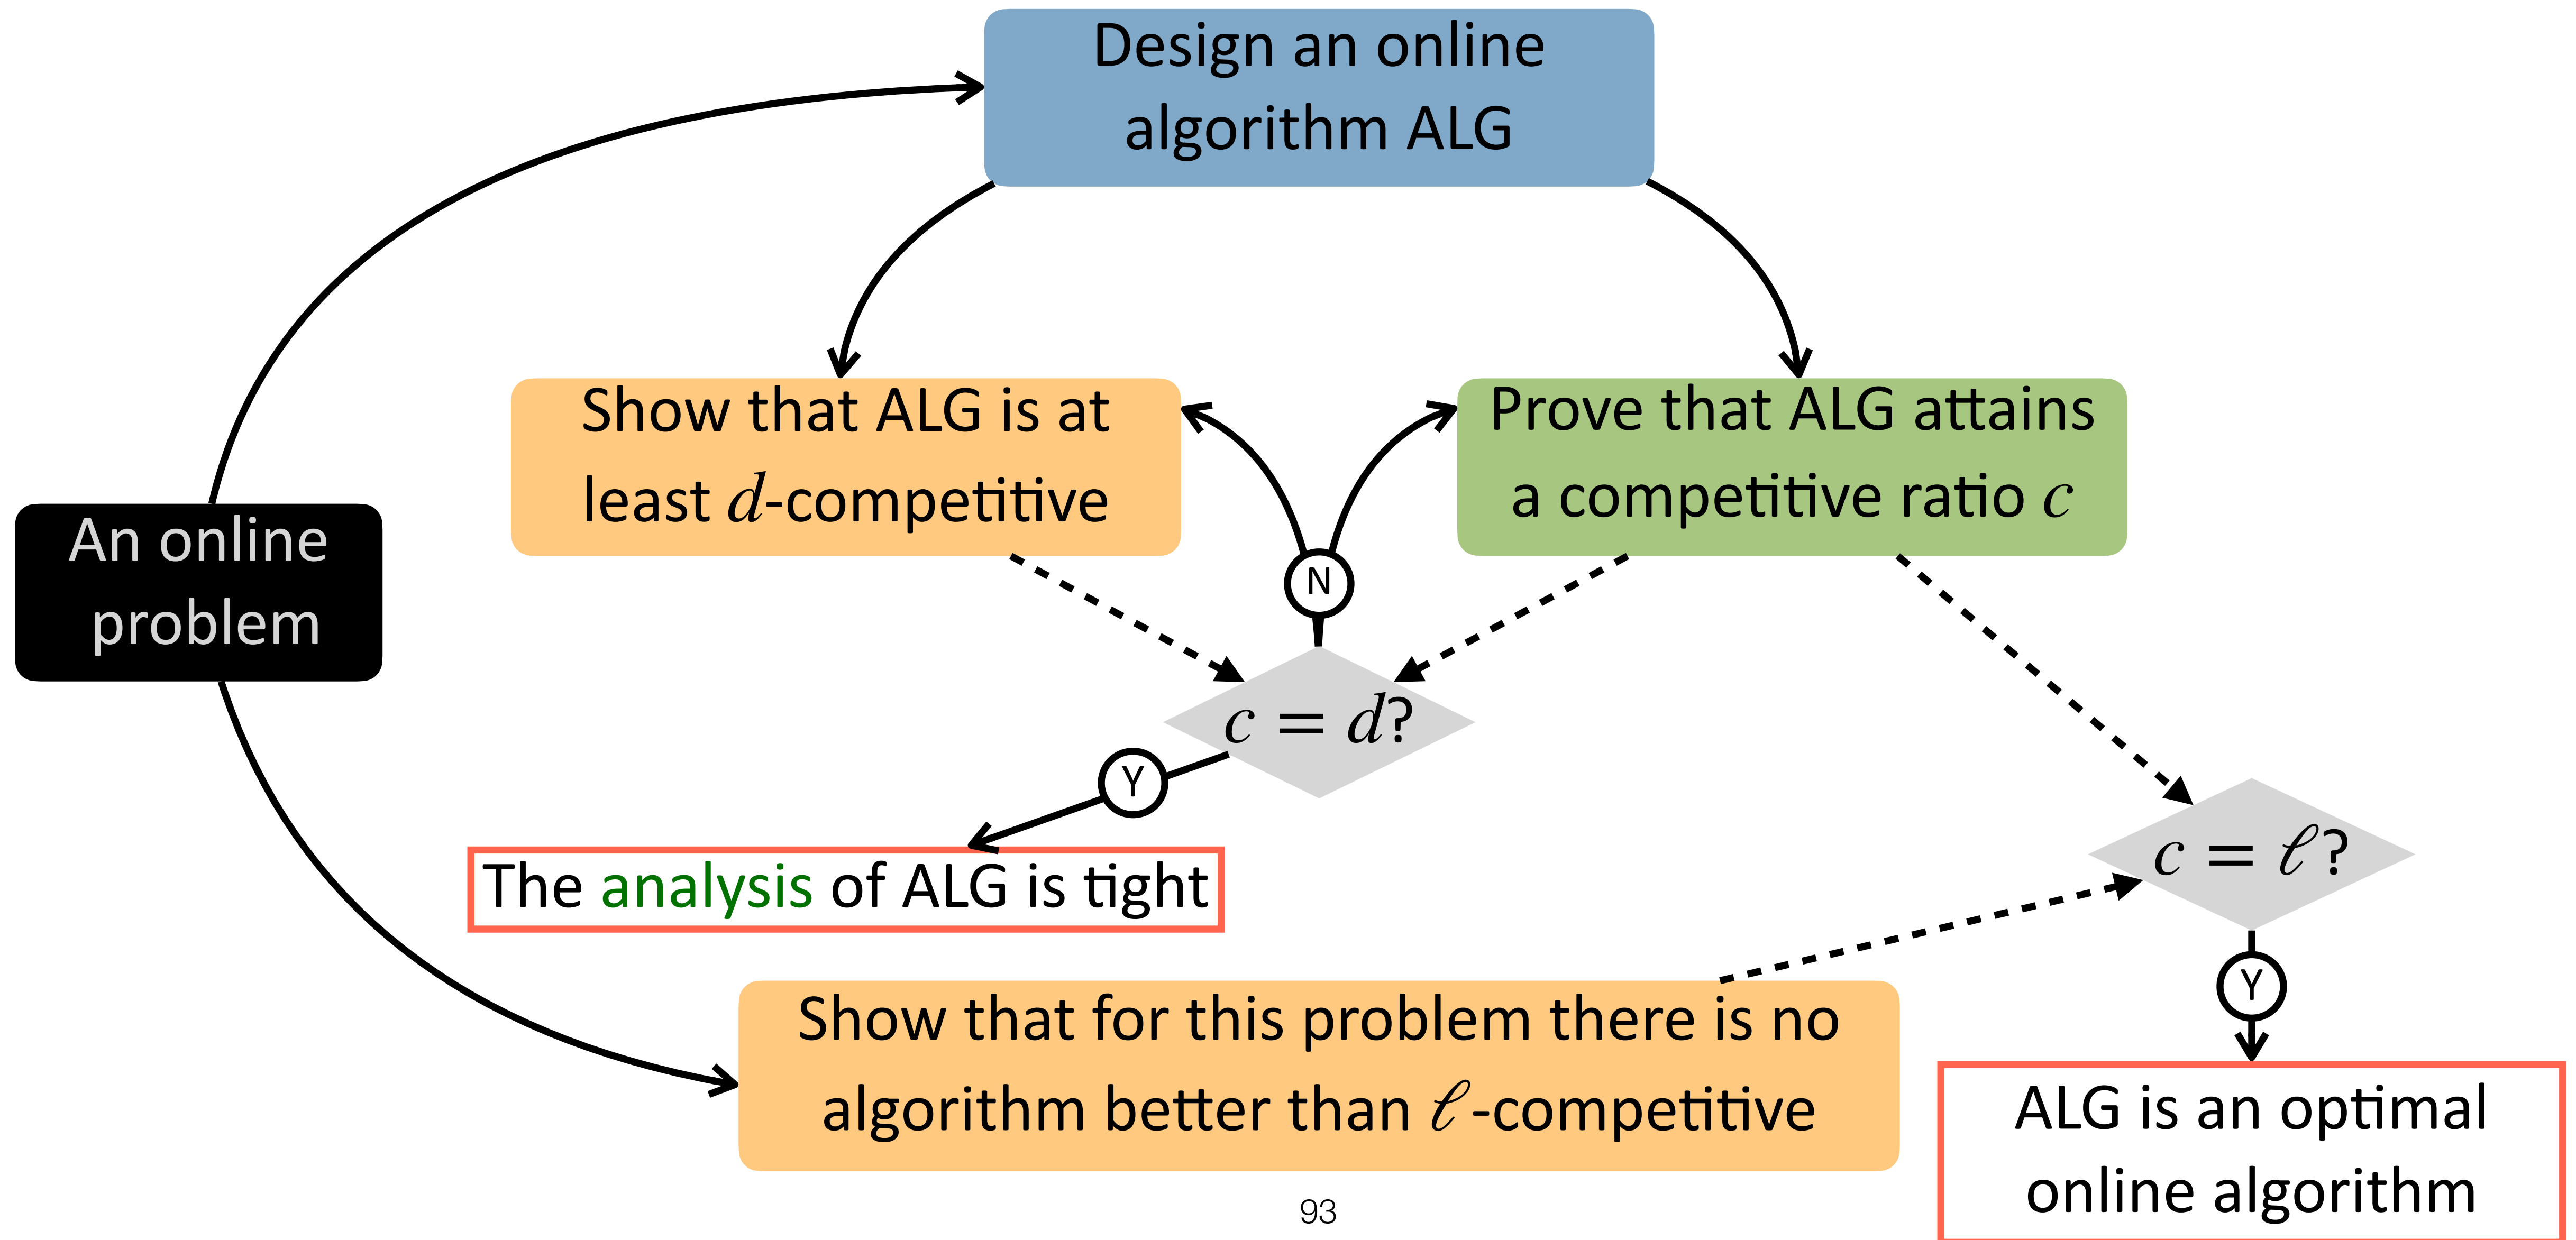 Design an online
algorithm ALG
Show that ALG is at
least d-competitive
Prove that ALG attains
a competitive ratio c
An online
problem
N
c = d?
Y
The analysis of ALG is tight
c = ℓ?
Y
Show that for this problem there is no
algorithm better than ℓ-competitive
ALG is an optimal
online algorithm
93